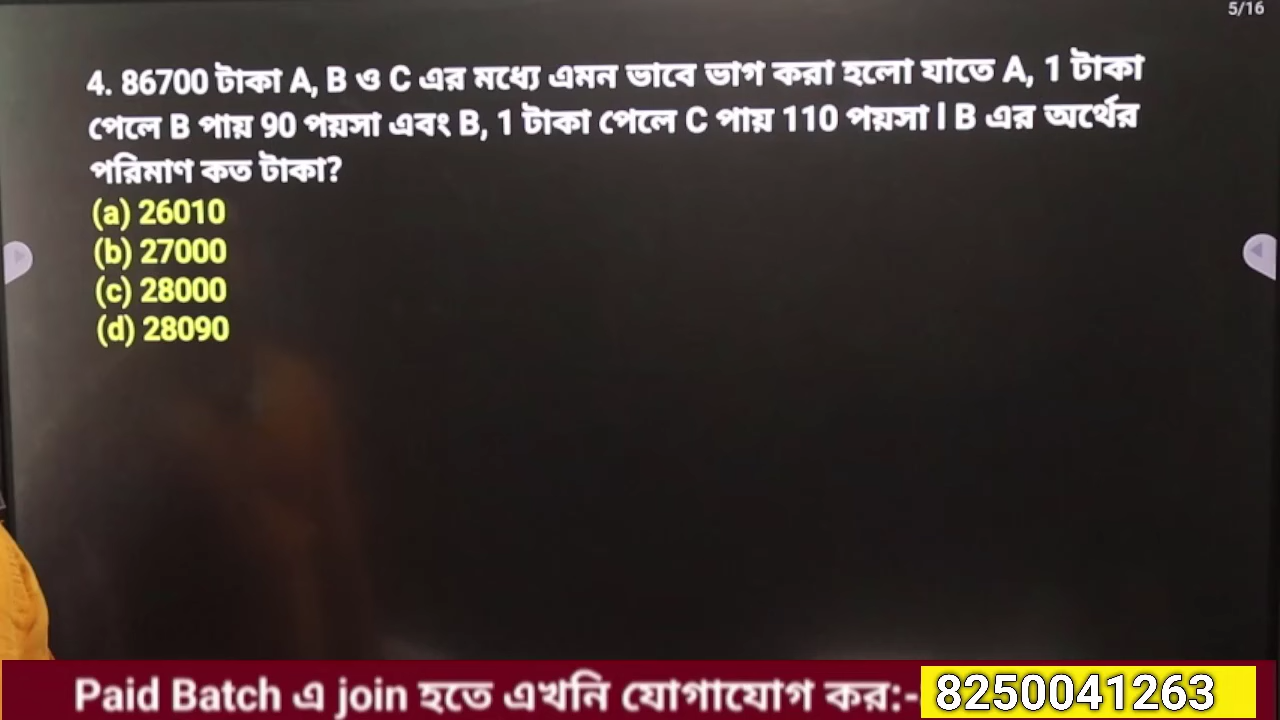 5/16
4. 86700 টাকা A, B ও C এর মধ্যে এমন ভাবে ভাগ করা হলো যাতে A, 1 টাকা
পেলে B পায় 90 পয়সা এবং B, 1 টাকা পেলে C পায় 110 পয়সা l B এর অর্থের
পরিমাণ কত টাকা?
(a) 26010
(b) 27000
(c) 28000
(d) 28090
Paid Batch এ join হতে এখনি যোগাযোগ কর:- 8250041263